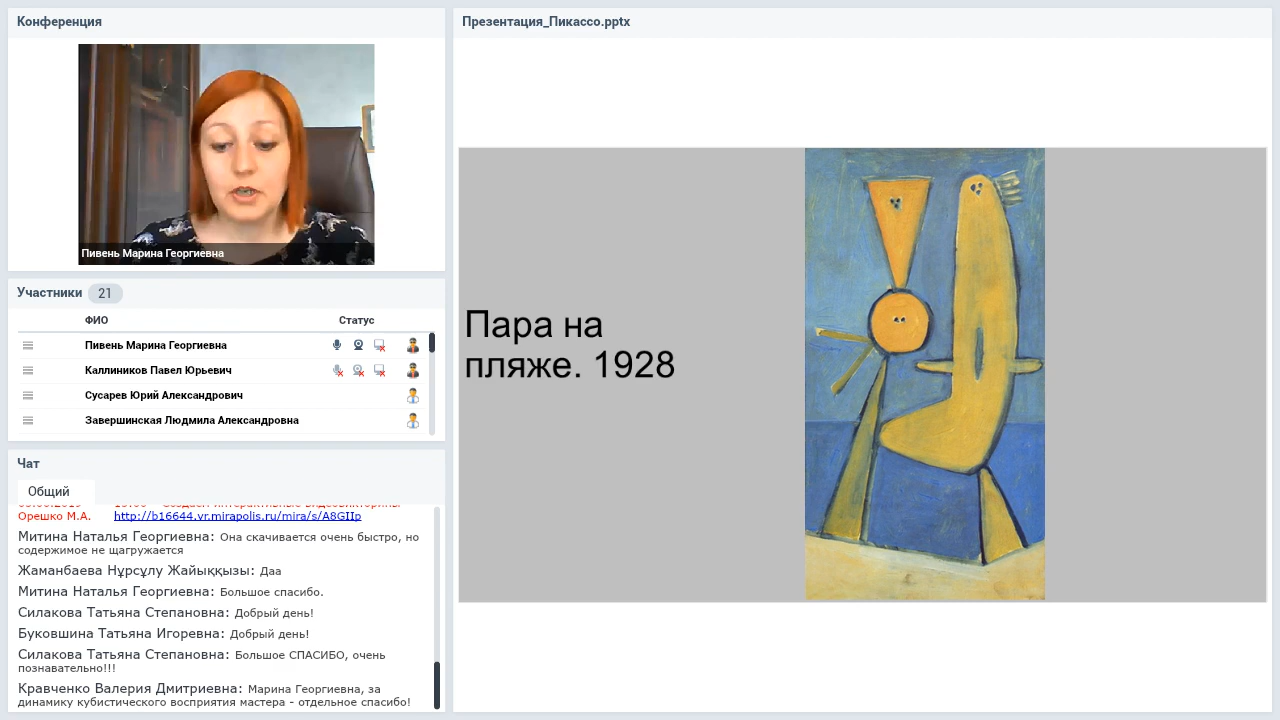 Конференция
Пивень Марина Георгиевна
Участники 21
ФИО Статус
Пивень Марина Георгиевна
Каллиников Павел Юрьевич
Сусарев Юрий Александрович
Завершинская Людмила Александровна
Чат
Общий
Орешко М.А. http://b16644.vr.mirapolis.ru/mira/s/A8GIIp
Митина Наталья Георгиевна: Она скачивается очень быстро, но
содержимое не щагружается
Жаманбаева Нұрсұлу Жайыққызы: Даа
Митина Наталья Георгиевна: Большое спасибо.
Силакова Татьяна Степановна: Добрый день!
Буковшина Татьяна Игоревна: Добрый день!
Силакова Татьяна Степановна: Большое СПАСИБО, очень
познавательно!!!
Кравченко Валерия Дмитриевна: Марина Георгиевна, за
динамику кубистического восприятия мастера - отдельное спасибо!
Презентация_Пикассо.pptx
Пара на
пляже. 1928